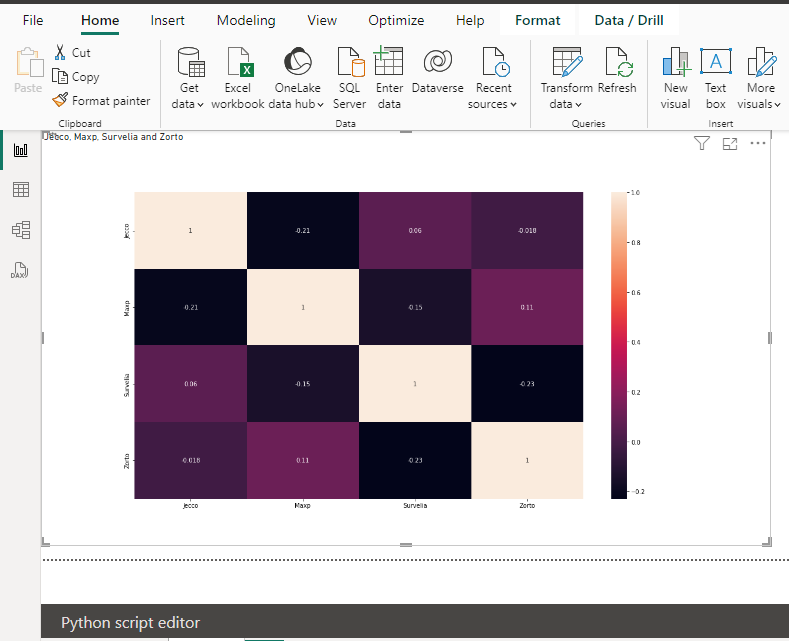 File Home Insert Modeling View Optimize Help Format Data / Drill
Paste
Cut
Copy
Format painter
Clipboard
Get data
Excel workbook
OneLake data hub
SQL Server
Enter data
Dataverse
Recent sources
Data
Transform data
Refresh
Queries
New visual
Text box
More visuals
Insert
Jecco, Maxp, Survelia and Zorto
DAX
Jecco 1 -0.21 0.06 -0.018
Maxp -0.21 1 -0.15 0.11
Survelia 0.06 -0.15 1 -0.23
Zorto -0.018 0.11 -0.23 1
Jecco Maxp Survelia Zorto
1.0
0.8
0.6
0.4
0.2
0.0
-0.2
Python script editor